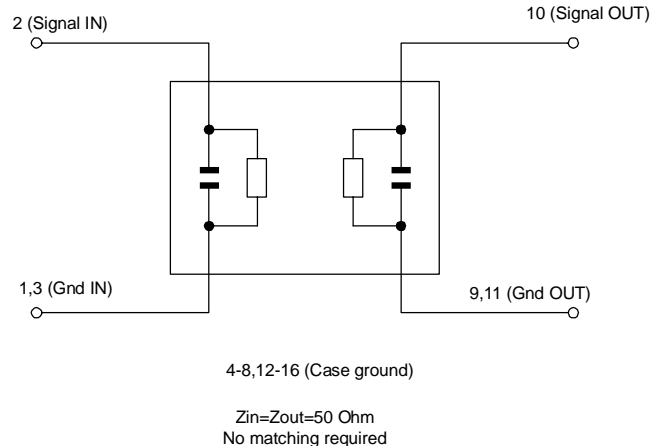 2 (Signal IN)
10 (Signal OUT)
1,3 (Gnd IN)
9,11 (Gnd OUT)
4-8,12-16 (Case ground)
Zin=Zout=50 Ohm
No matching required